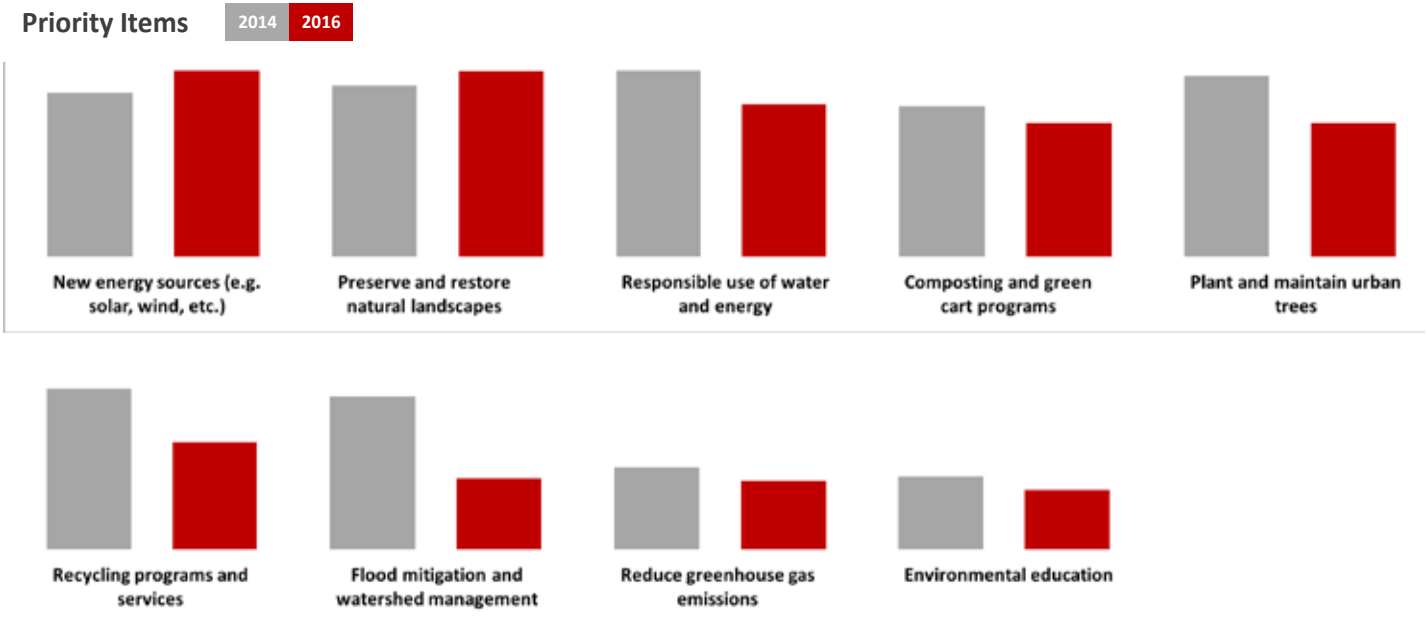 Priority Items 2014 2016
New energy sources (e.g.
solar, wind, etc.)
Preserve and restore
natural landscapes
Responsible use of water
and energy
Composting and green
cart programs
Plant and maintain urban
trees
Recycling programs and
services
Flood mitigation and
watershed management
Reduce greenhouse gas
emissions
Environmental education